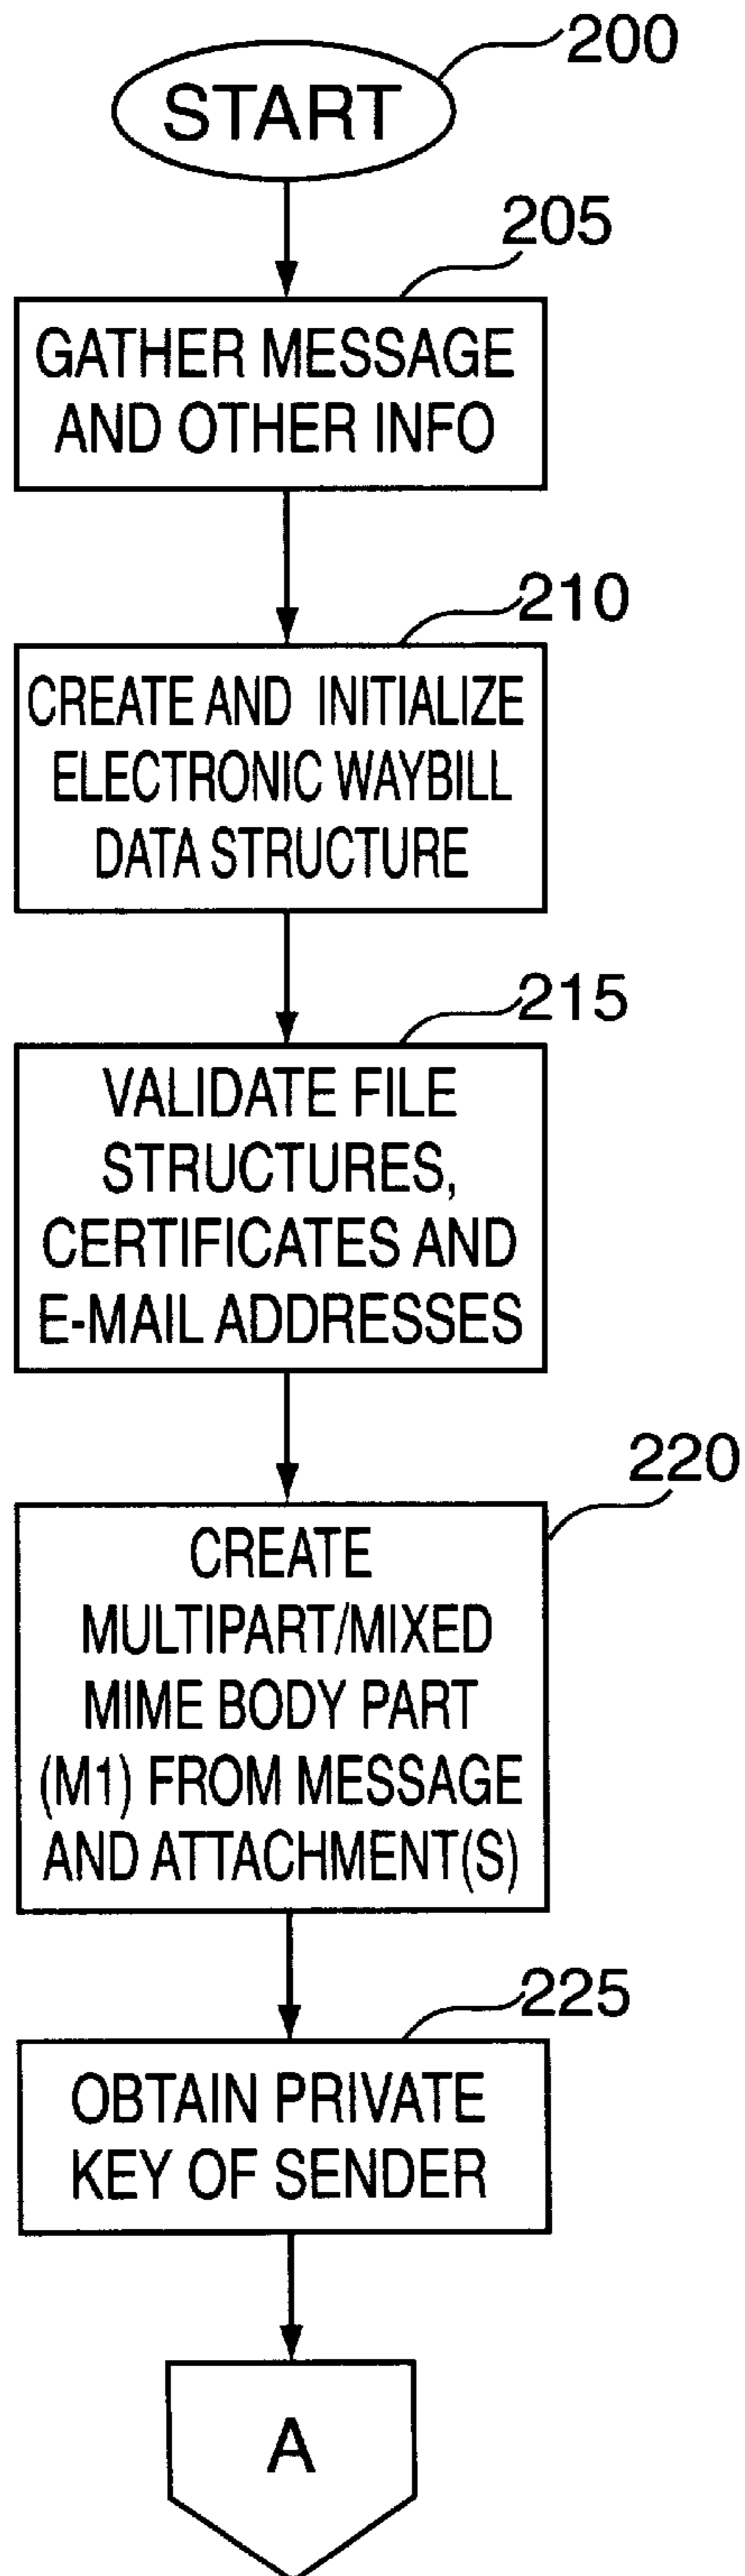 200
START
205
GATHER MESSAGE
AND OTHER INFO
210
CREATE AND INITIALIZE
ELECTRONIC WAYBILL
DATA STRUCTURE
215
VALIDATE FILE
STRUCTURES,
CERTIFICATES AND
E-MAIL ADDRESSES
220
CREATE
MULTIPART/MIXED
MIME BODY PART
(M1) FROM MESSAGE
AND ATTACHMENT(S)
225
OBTAIN PRIVATE
KEY OF SENDER
A